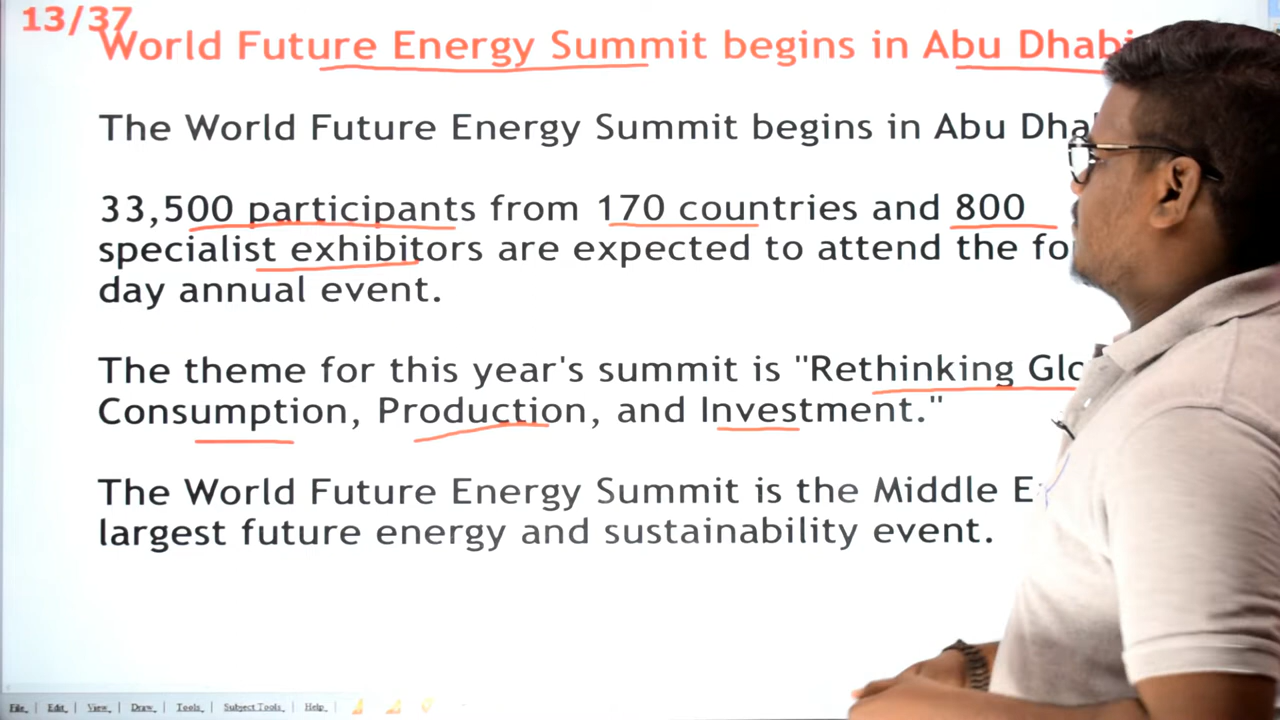 13/37
World Future Energy Summit begins in Abu Dhabi
The World Future Energy Summit begins in Abu
33,500 participants from 170 countries and 800
specialist exhibitors are expected to attend the
day annual event.
The theme for this year's summit is "Rethinking
Consumption, Production, and Investment."
The World Future Energy Summit is the Middle
largest future energy and sustainability event.
File, | Edit, | View, | Draw, | Tools, | Subject Tools, | Help,